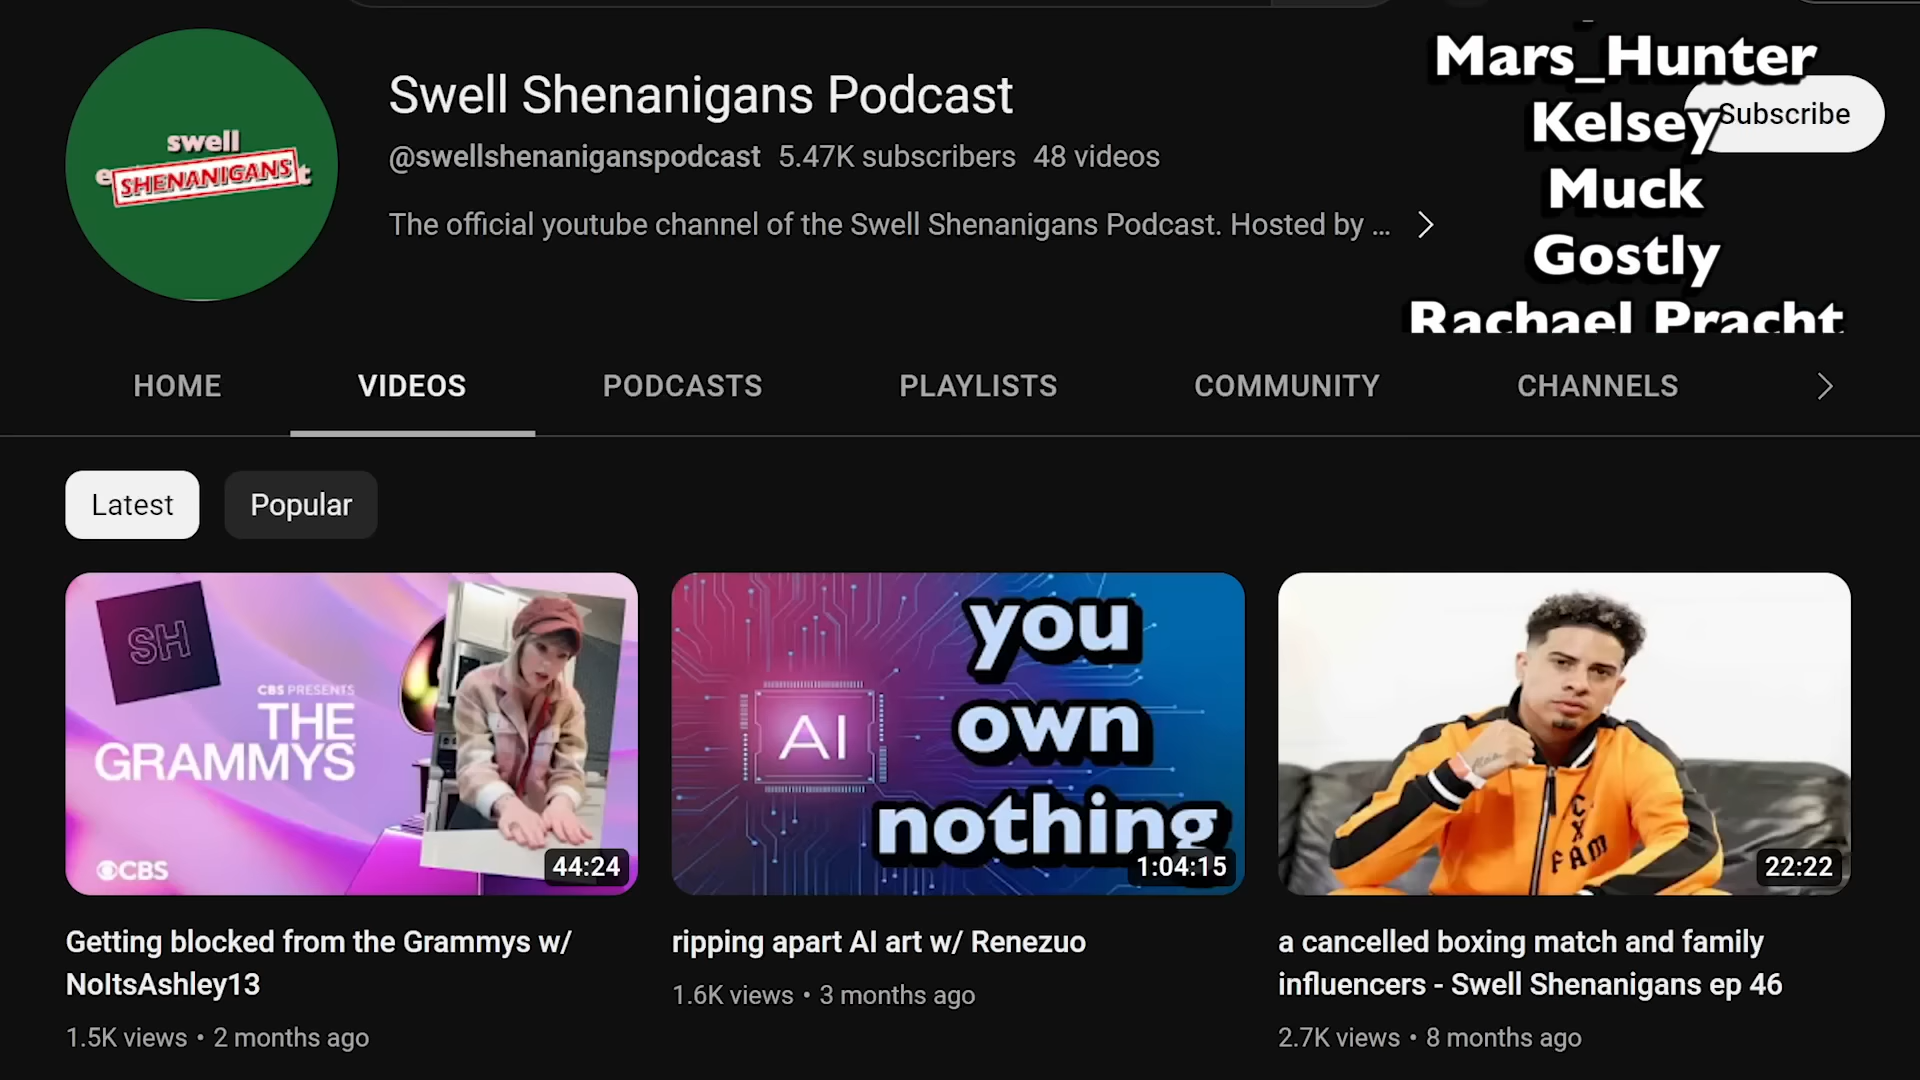 Mars_Hunter
Kelsey
Muck
Gostly
Rachael Pracht
swell
SHENANIGANS
Swell Shenanigans Podcast
@swellshenaniganspodcast 5.47K subscribers 48 videos
Subscribe
The official youtube channel of the Swell Shenanigans Podcast. Hosted by ...
HOME VIDEOS PODCASTS PLAYLISTS COMMUNITY CHANNELS
Latest Popular
SH
CBS PRESENTS
THE
GRAMMYS
CBS
44:24
AI
you
own
nothing
1:04:15
C
X
FAM
22:22
Getting blocked from the Grammys w/
NoItsAshley13
1.5K views • 2 months ago
ripping apart AI art w/ Renezuo
1.6K views • 3 months ago
a cancelled boxing match and family
influencers - Swell Shenanigans ep 46
2.7K views • 8 months ago